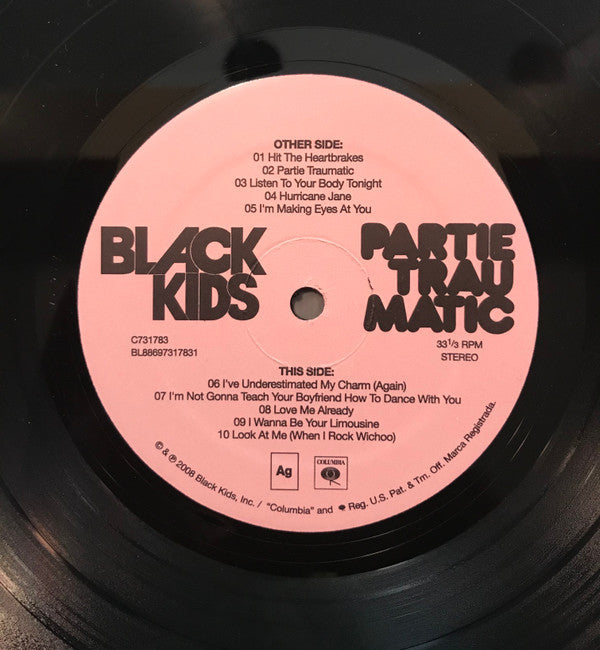 OTHER SIDE:
01 Hit The Heartbrakes
02 Partie Traumatic
03 Listen To Your Body Tonight
04 Hurricane Jane
05 I'm Making Eyes At You
BLACK
KIDS
PARTIE
TRAU
MATIC
C731783
BL88697317831
33 1/3 RPM
STEREO
THIS SIDE:
06 I've Underestimated My Charm (Again)
07 I'm Not Gonna Teach Your Boyfriend How To Dance With You
08 Love Me Already
09 I Wanna Be Your Limousine
10 Look At Me (When I Rock Wichoo)
Ag
COLUMBIA
© & ℗ 2008 Black Kids, Inc. / "Columbia" and Reg. U.S. Pat. & Tm. Off. Marca Registrada.